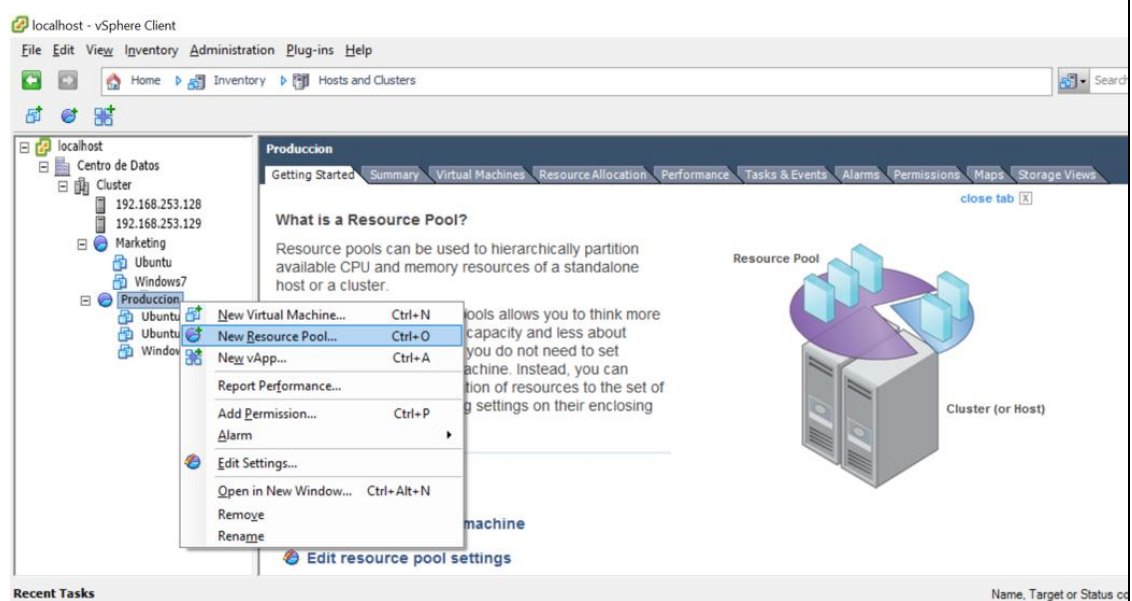 localhost - vSphere Client
File Edit View Inventory Administration Plug-ins Help
Home Inventory Hosts and Clusters
Search
localhost
Centro de Datos
Cluster
192.168.253.128
192.168.253.129
Marketing
Ubuntu
Windows7
Produccion
Ubuntu
Ubuntu
Window
New Virtual Machine... Ctrl+N
New Resource Pool... Ctrl+O
New vApp... Ctrl+A
Report Performance...
Add Permission... Ctrl+P
Alarm
Edit Settings...
Open in New Window... Ctrl+Alt+N
Remove
Rename
Produccion
Getting Started Summary Virtual Machines Resource Allocation Performance Tasks & Events Alarms Permissions Maps Storage Views
close tab X
What is a Resource Pool?
Resource pools can be used to hierarchically partition
available CPU and memory resources of a standalone
host or a cluster.
ools allows you to think more
capacity and less about
you do not need to set
achine. Instead, you can
tion of resources to the set of
g settings on their enclosing
machine
Edit resource pool settings
Resource Pool
Cluster (or Host)
Recent Tasks
Name, Target or Status co